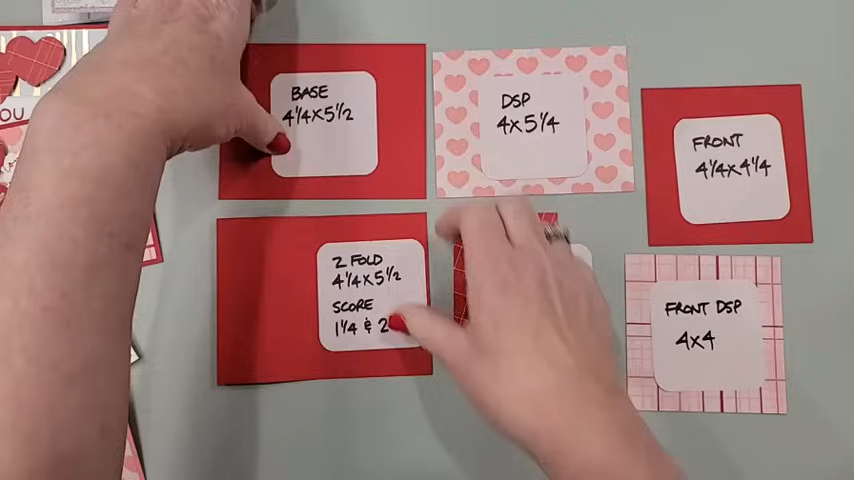 BASE
4¼x5½
DSP
4x5¼
FRONT
4¼x4¼
2 FOLD
4¼x5½
SCORE
1¼ & 2
FRONT DSP
4x4
OU